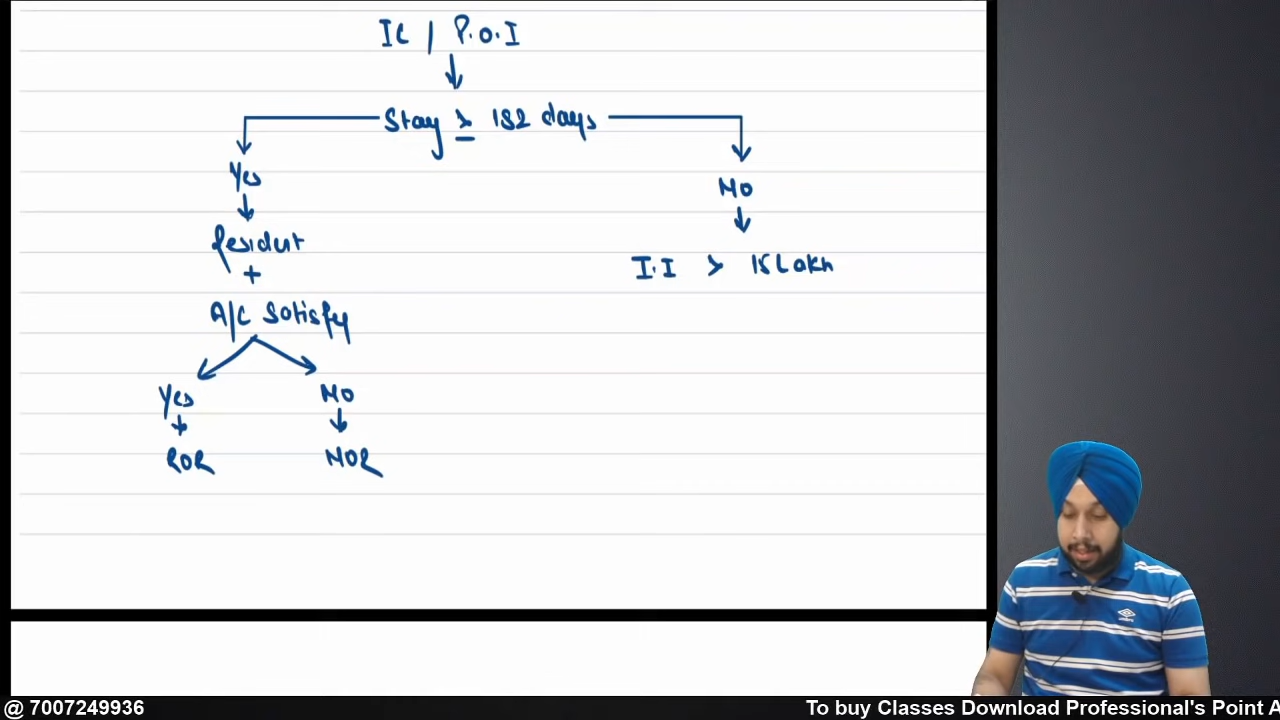 IC | P.O.I
Stay ≥ 182 days
Yes
No
Resident
I.I > 15 Lakh
+
A/C Satisfy
Yes
No
ROR
NOR
umbro
@ 7007249936
To buy Classes Download Professional's Point A